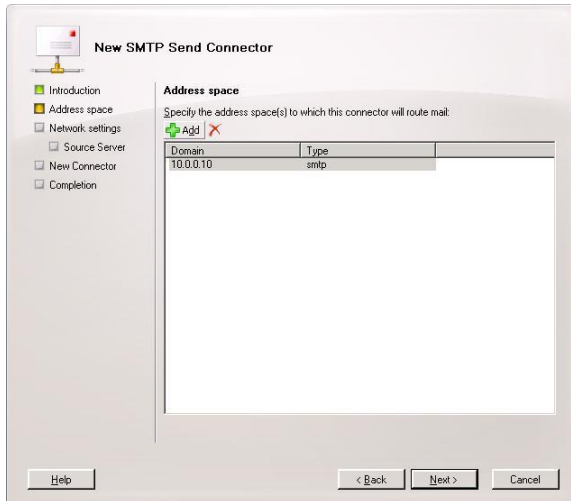 New SMTP Send Connector
Introduction
Address space
Network settings
Source Server
New Connector
Completion
Address space
Specify the address space(s) to which this connector will route mail:
Add
Domain Type
10.0.0.10 smtp
Help < Back Next > Cancel